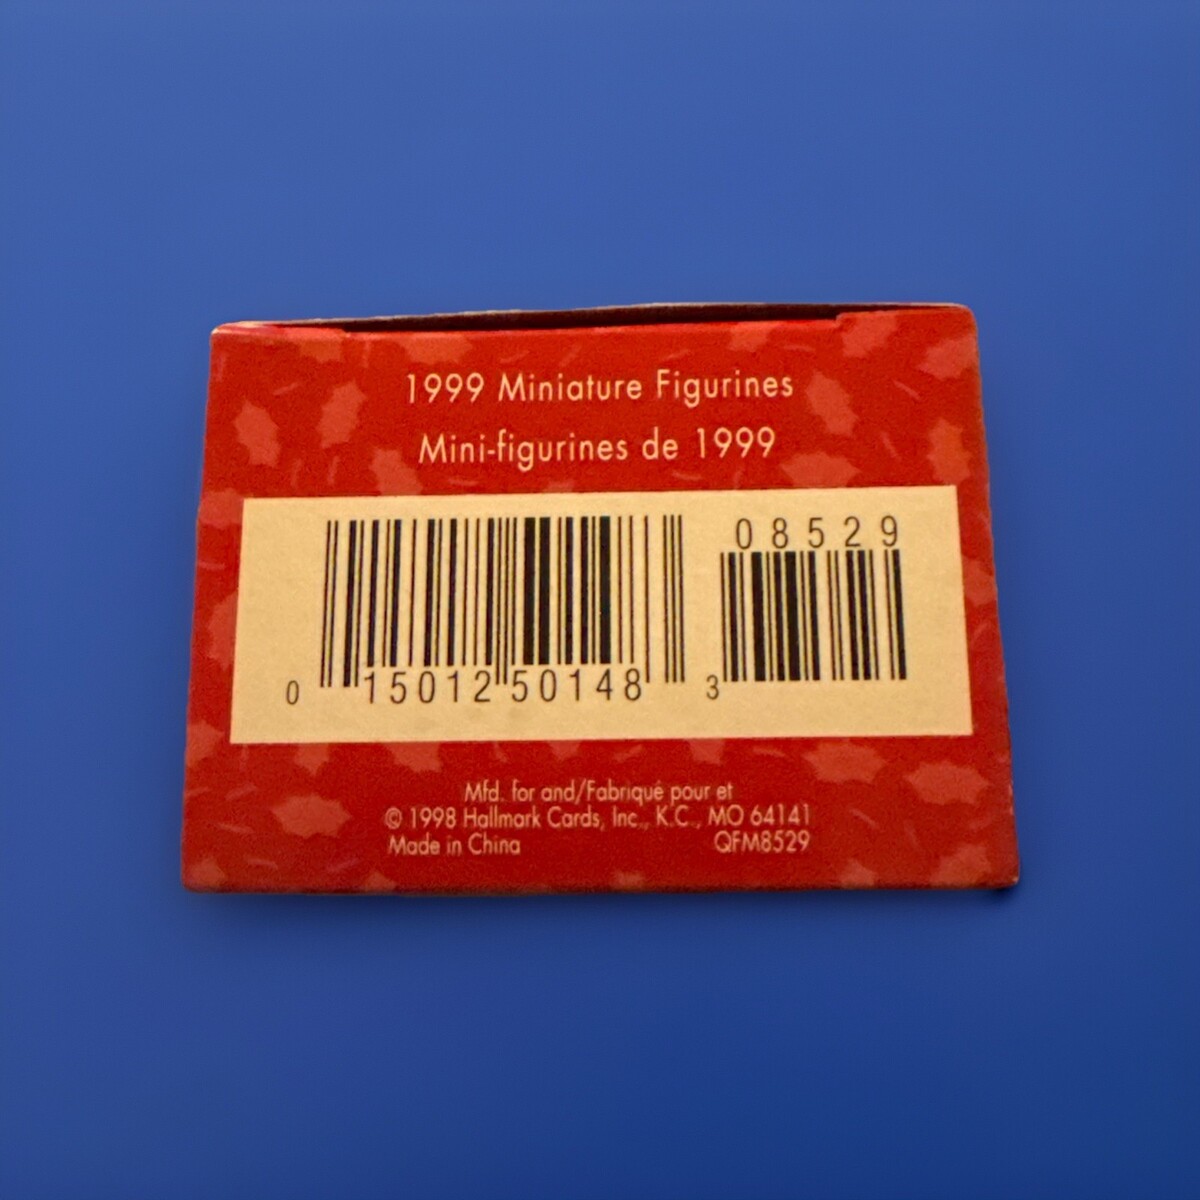 1999 Miniature Figurines
Mini-figurines de 1999
08529
0 15012 50148 3
Mfd. for and/Fabriqué pour et
© 1998 Hallmark Cards, Inc., K.C., MO 64141
Made in China QFM8529